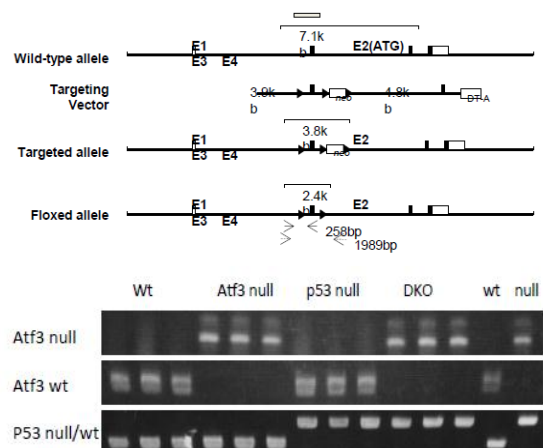 7.1k
b
E1
E2(ATG)
Wild-type allele
E3 E4
Targeting
Vector
3.9k
b
neo
4.8k
b
DT-A
3.8k
b
E1
E2
neo
Targeted allele
E3 E4
2.4k
b
E1
E2
Floxed allele
E3 E4
258bp
1989bp
Wt Atf3 null p53 null DKO wt null
Atf3 null
Atf3 wt
P53 null/wt